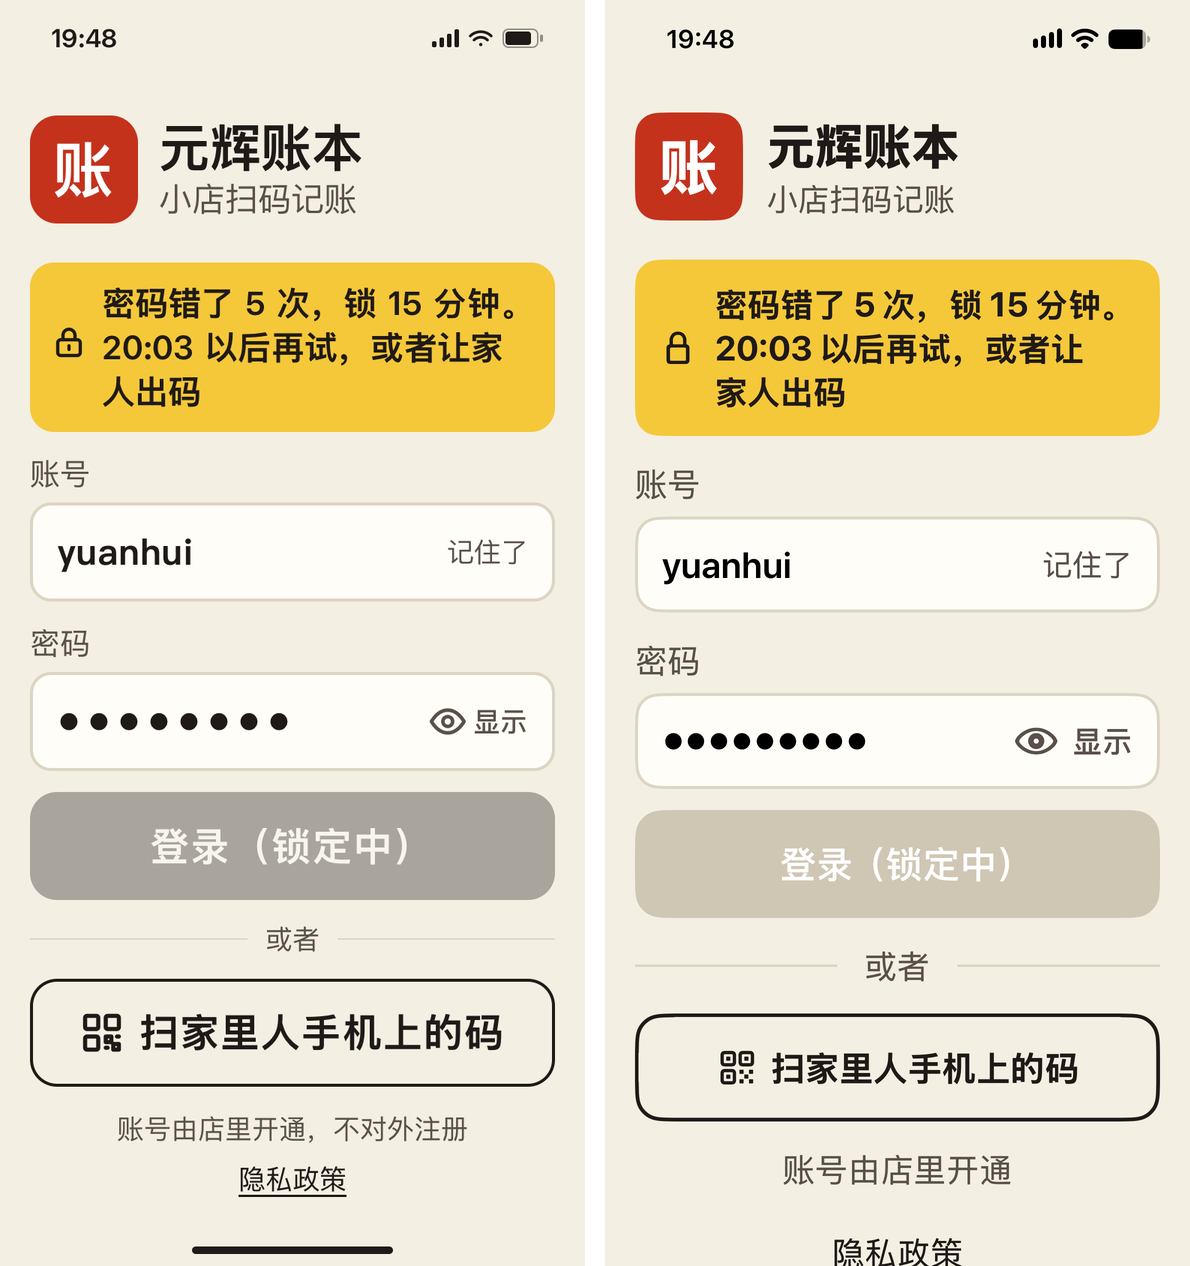 19:48
账
元辉账本
小店扫码记账
密码错了 5 次，锁 15 分钟。
20:03 以后再试，或者让家
人出码
账号
yuanhui
记住了
密码
显示
登录（锁定中）
或者
扫家里人手机上的码
账号由店里开通，不对外注册
隐私政策
19:48
账
元辉账本
小店扫码记账
密码错了 5 次，锁 15 分钟。
20:03 以后再试，或者让
家人出码
账号
yuanhui
记住了
密码
显示
登录（锁定中）
或者
扫家里人手机上的码
账号由店里开通
隐私政策